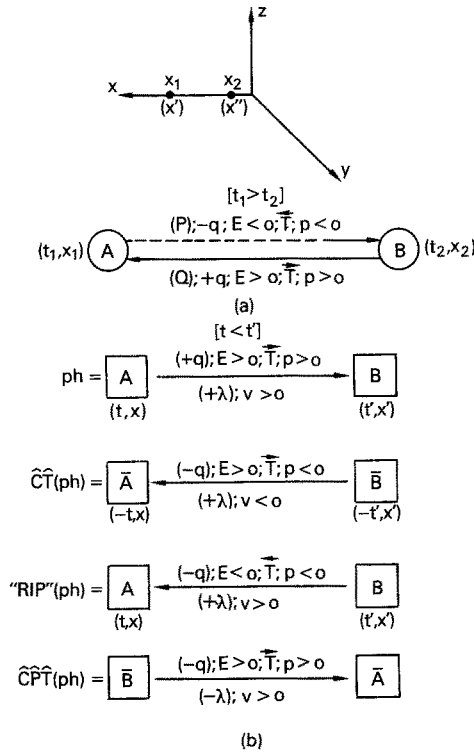 z
x x₁ x₂
(x') (x'')
y
[t₁>t₂]
(P);−q; E<o; T⃖; p<o
(t₁,x₁) A B (t₂,x₂)
(Q);+q; E>o; T⃗; p>o
(a)
[t<t']
(+q); E>o; T⃗; p>o
ph = A B
(+λ); v>o
(t, x) (t',x')
(−q); E>o; T⃗; p<o
ĈT̂(ph) = Ā B̄
(+λ); v<o
(−t,x) (−t',x')
(−q); E<o; T⃖; p<o
"RIP"(ph) = A B
(+λ); v>o
(t,x) (t',x')
(−q); E>o; T⃗; p>o
ĈP̂T̂(ph) = B̄ Ā
(−λ); v>o
(b)